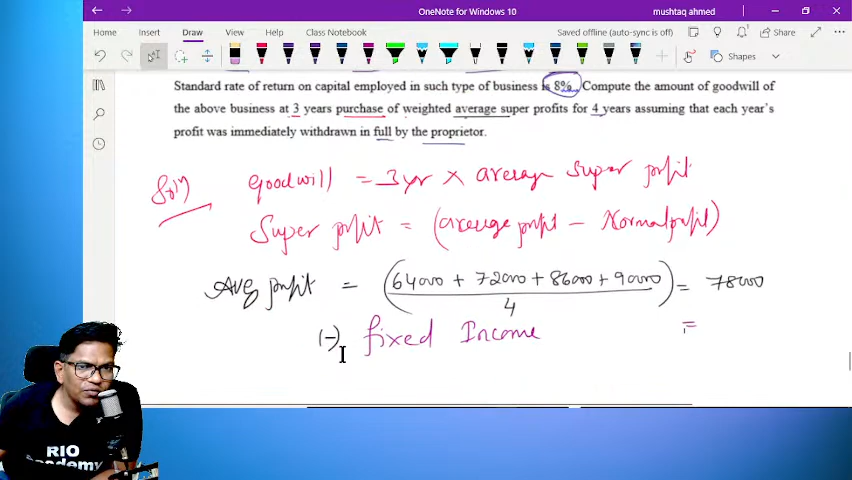 OneNote for Windows 10
mushtaq ahmed
Home Insert Draw View Help Class Notebook
Saved offline (auto-sync is off)
Share
Shapes
Standard rate of return on capital employed in such type of business is 8%. Compute the amount of goodwill of
the above business at 3 years purchase of weighted average super profits for 4 years assuming that each year's
profit was immediately withdrawn in full by the proprietor.
Soln goodwill = 3yr × average Super profit
Super profit = (average profit – Normal profit)
Avg profit = (64000 + 72000 + 86000 + 90000) = 78000
4
(-) fixed Income =
RIO
Academy